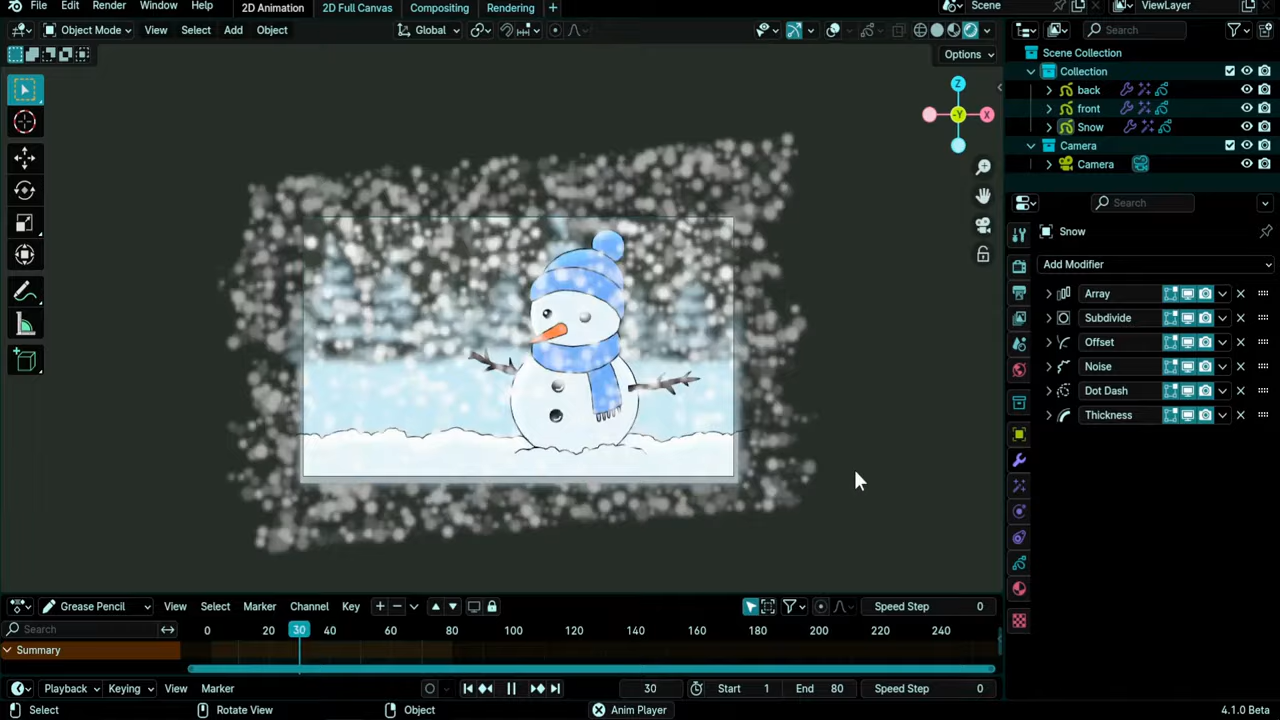 File Edit Render Window Help 2D Animation 2D Full Canvas Compositing Rendering + Scene ViewLayer
Object Mode View Select Add Object Global Search
Options
Scene Collection
Collection
back
front
Snow
Camera
Camera
Z
-Y X
Search
Snow
Add Modifier
Array
Subdivide
Offset
Noise
Dot Dash
Thickness
Grease Pencil View Select Marker Channel Key Speed Step 0
Search 0 20 30 40 60 80 100 120 140 160 180 200 220 240
Summary
Playback Keying View Marker 30 Start 1 End 80 Speed Step 0
Select Rotate View Object Anim Player 4.1.0 Beta